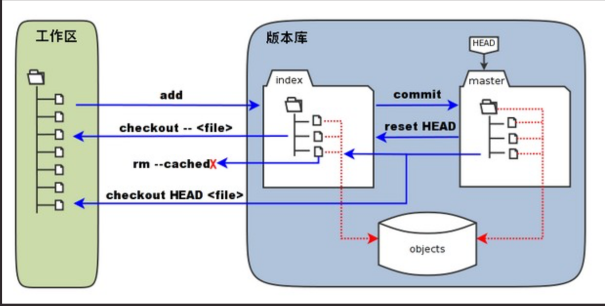 工作区
版本库
HEAD
index
master
add
commit
checkout -- <file>
reset HEAD
rm --cached
X
checkout HEAD <file>
objects